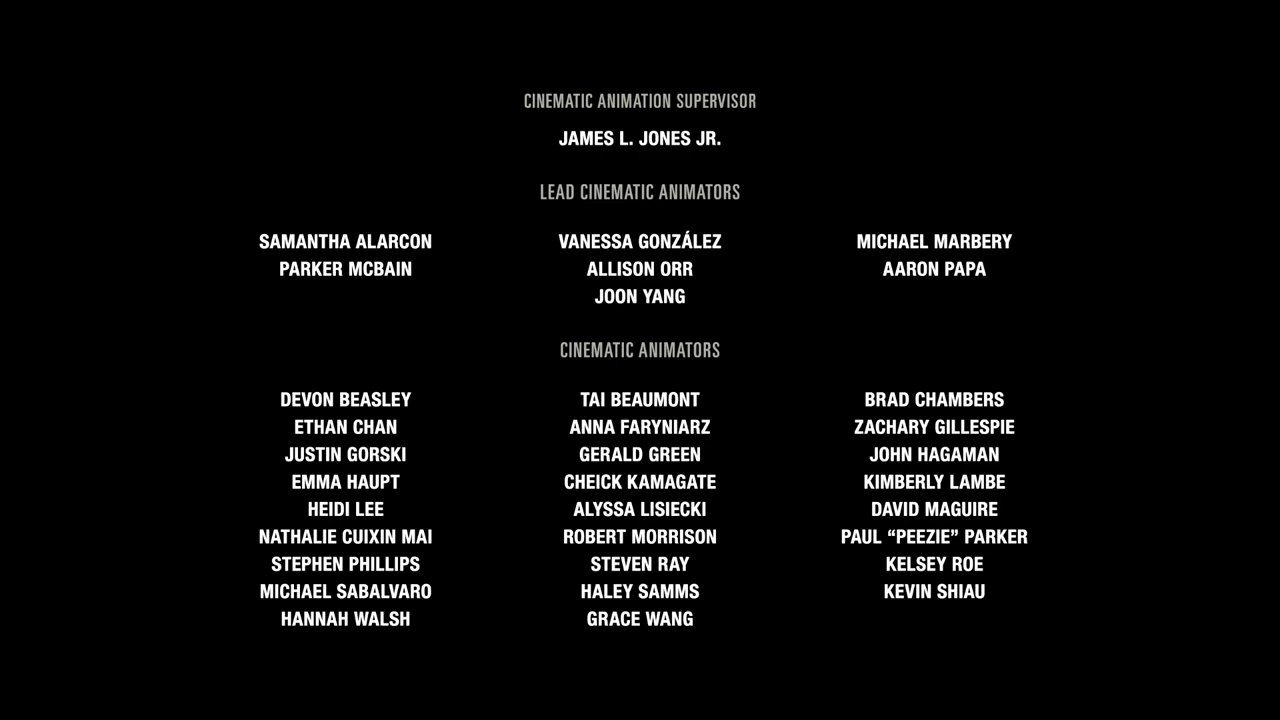 CINEMATIC ANIMATION SUPERVISOR
JAMES L. JONES JR.
LEAD CINEMATIC ANIMATORS
SAMANTHA ALARCON VANESSA GONZÁLEZ MICHAEL MARBERY
PARKER MCBAIN ALLISON ORR AARON PAPA
JOON YANG
CINEMATIC ANIMATORS
DEVON BEASLEY TAI BEAUMONT BRAD CHAMBERS
ETHAN CHAN ANNA FARYNIARZ ZACHARY GILLESPIE
JUSTIN GORSKI GERALD GREEN JOHN HAGAMAN
EMMA HAUPT CHEICK KAMAGATE KIMBERLY LAMBE
HEIDI LEE ALYSSA LISIECKI DAVID MAGUIRE
NATHALIE CUIXIN MAI ROBERT MORRISON PAUL “PEEZIE” PARKER
STEPHEN PHILLIPS STEVEN RAY KELSEY ROE
MICHAEL SABALVARO HALEY SAMMS KEVIN SHIAU
HANNAH WALSH GRACE WANG